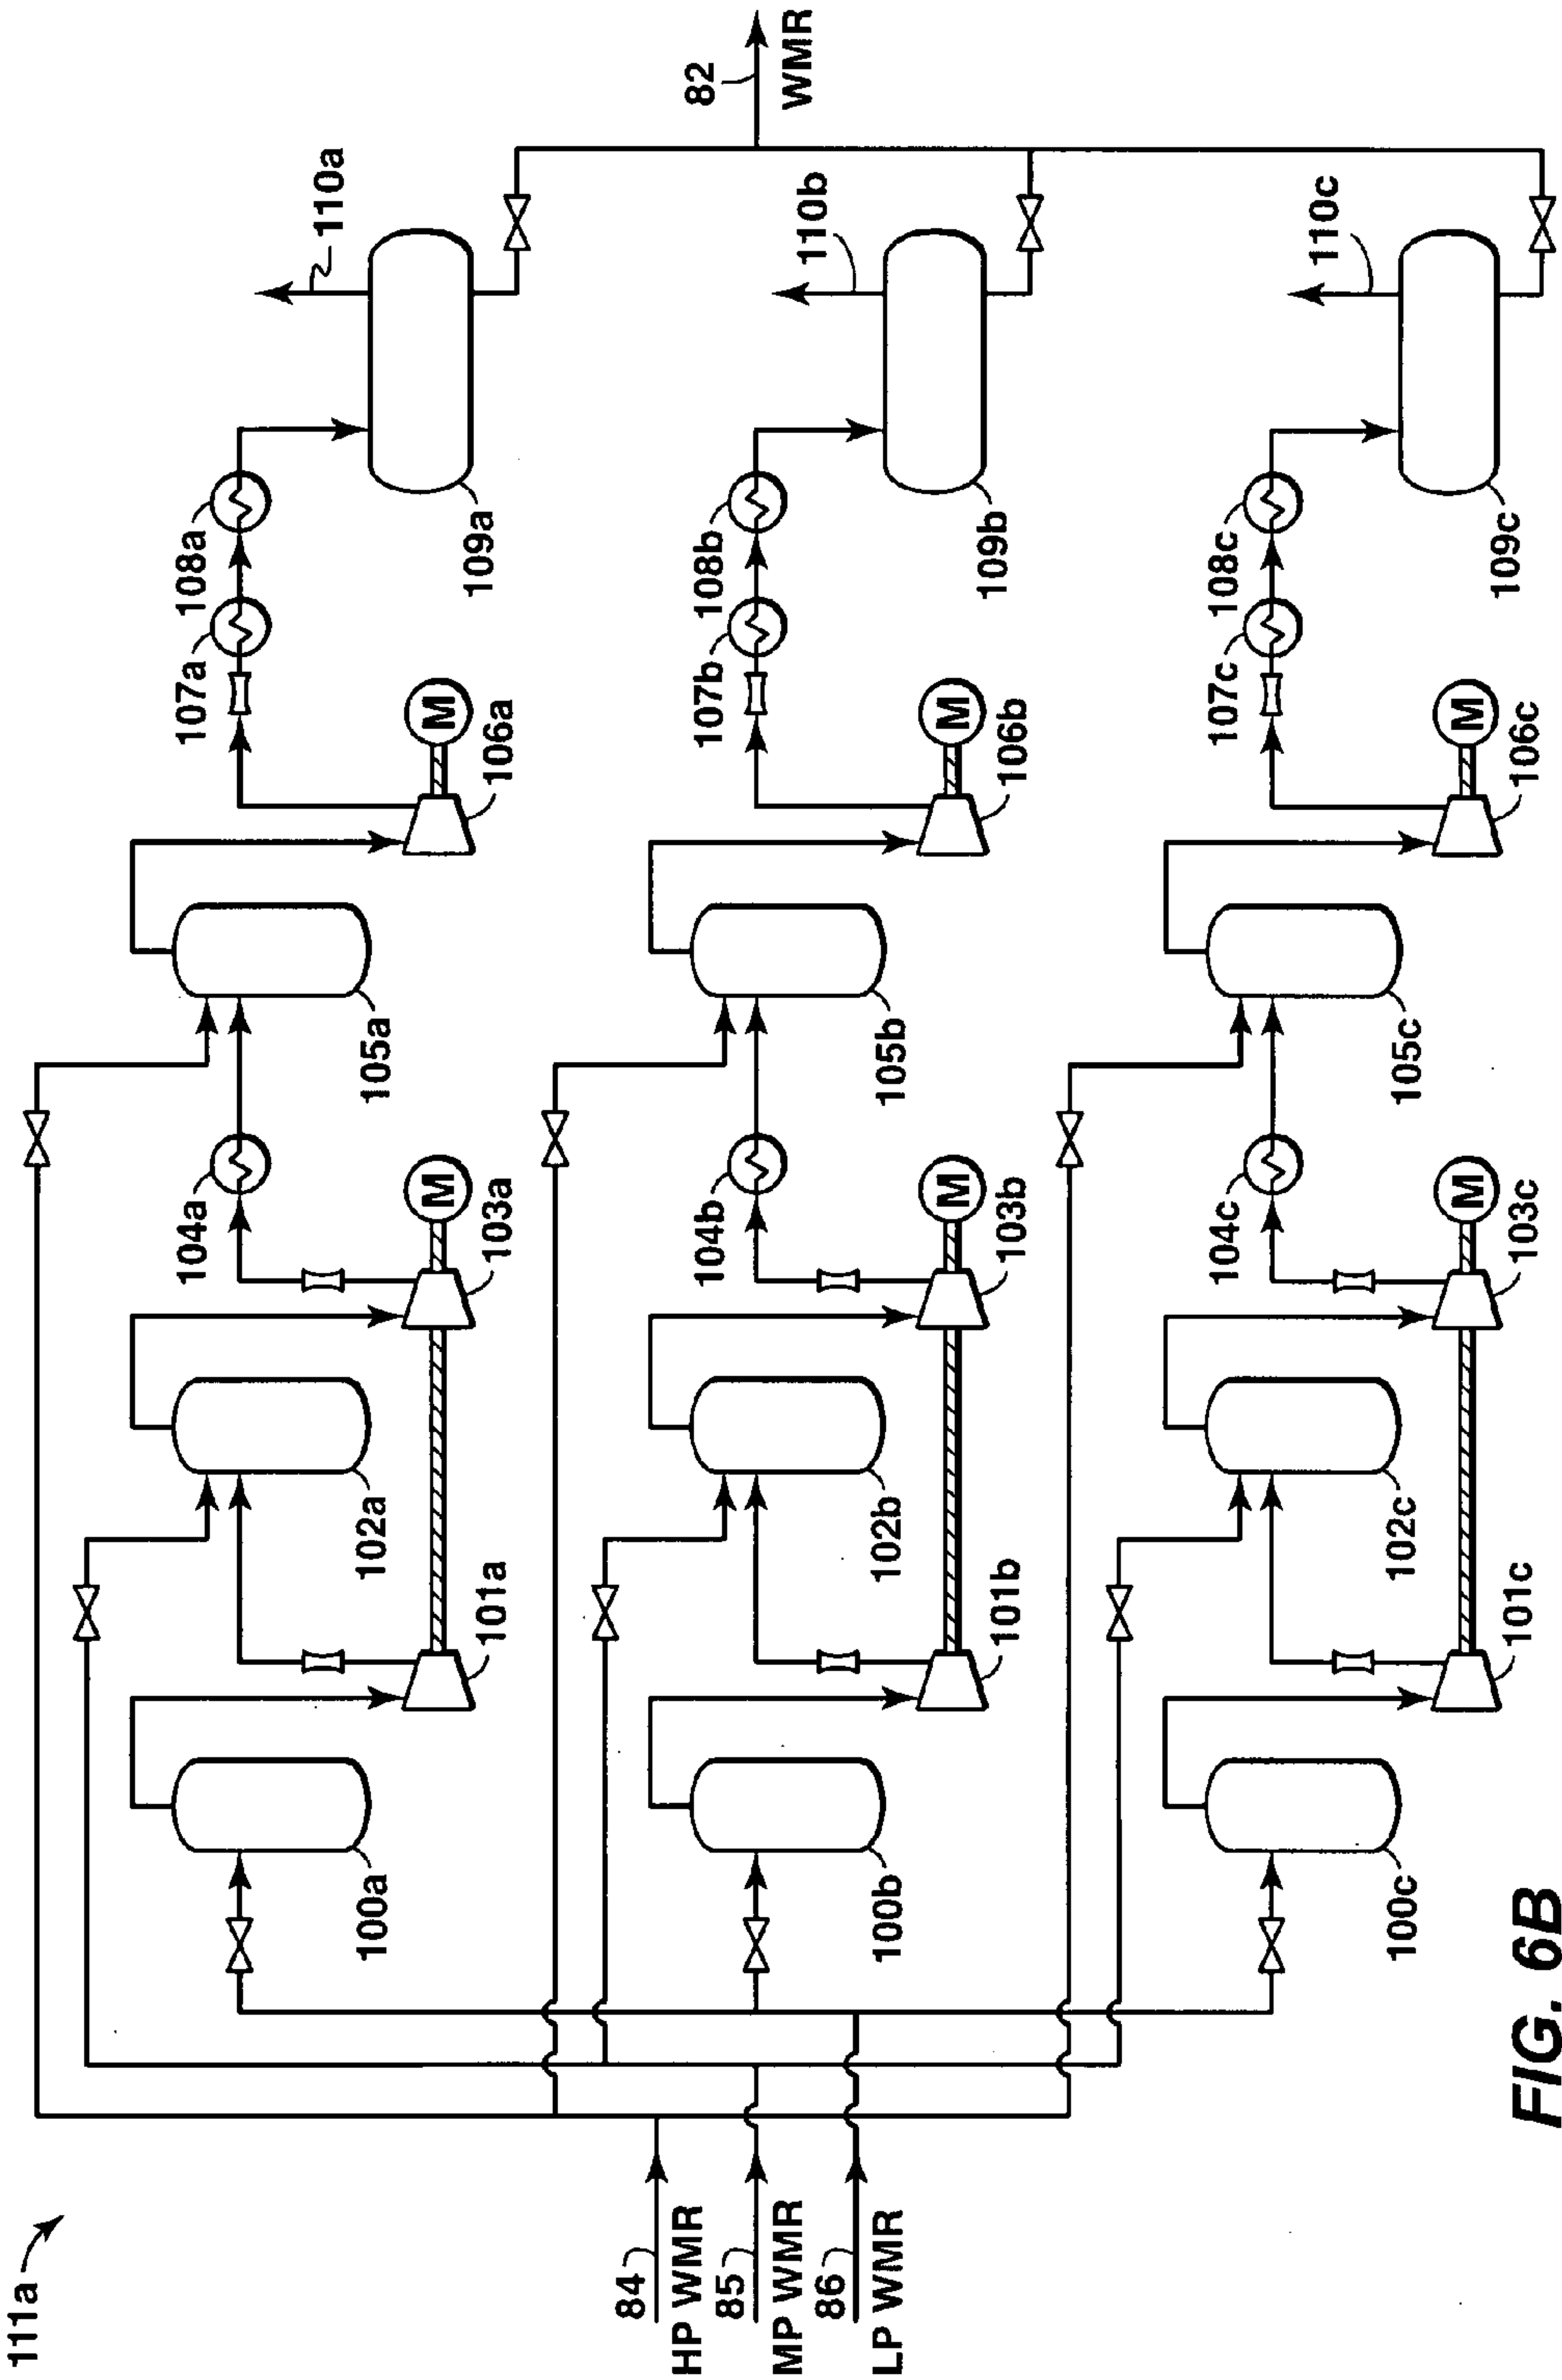 111a
84
HP WMR
85
MP WMR
86
LP WMR
100a
101a
102a
103a
M
104a
105a
106a
M
107a
108a
109a
110a
100b
101b
102b
103b
M
104b
105b
106b
M
107b
108b
109b
110b
100c
101c
102c
103c
M
104c
105c
106c
M
107c
108c
109c
110c
82
WMR
FIG. 6B